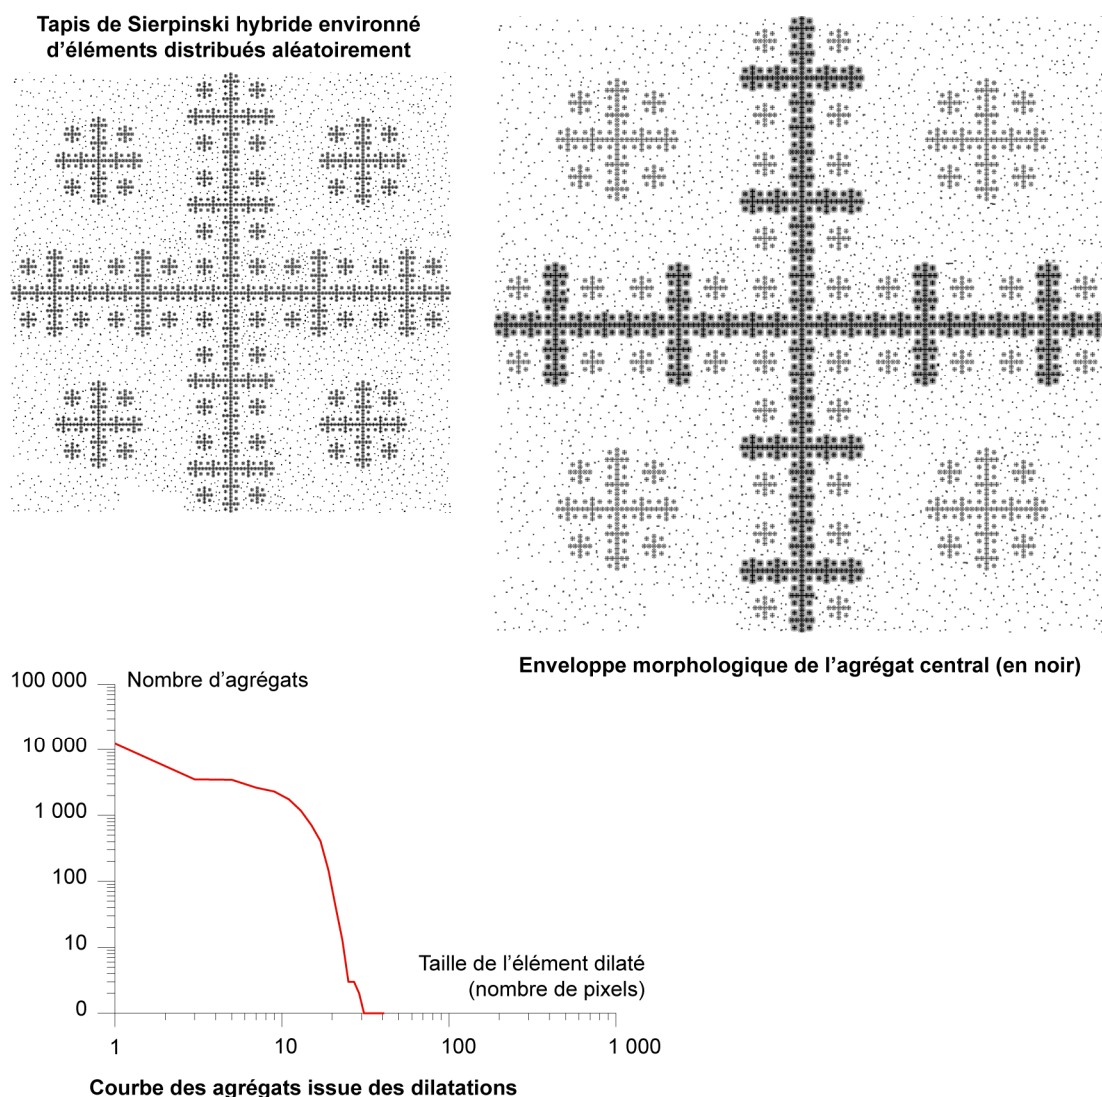 Tapis de Sierpinski hybride environné
d’éléments distribués aléatoirement
Enveloppe morphologique de l’agrégat central (en noir)
100 000
Nombre d’agrégats
10 000
1 000
100
10
Taille de l’élément dilaté
(nombre de pixels)
0
1
10
100
1 000
Courbe des agrégats issue des dilatations